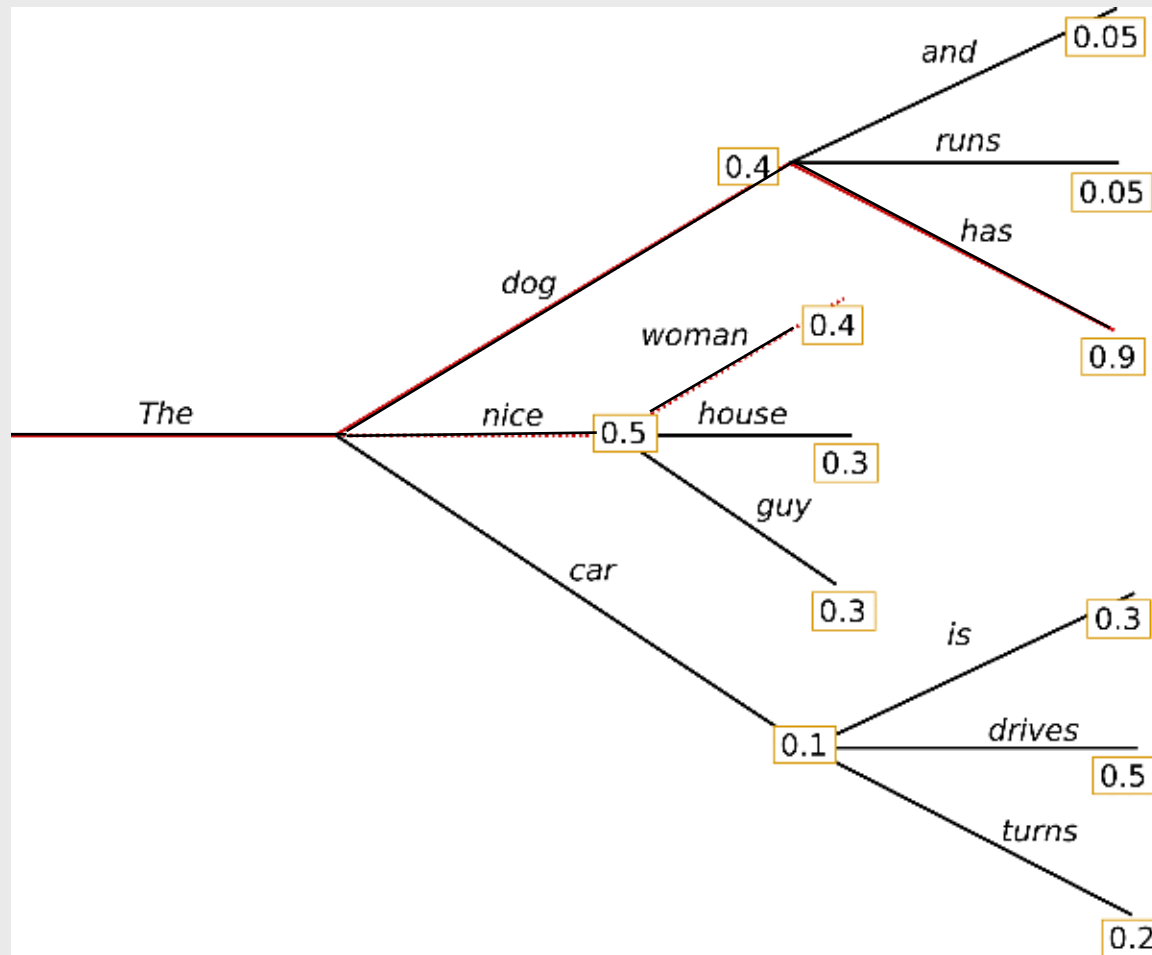 0.05
and
runs
0.4
0.05
has
dog
0.4
woman
0.9
The
nice
house
0.5
0.3
guy
car
0.3
0.3
is
drives
0.1
0.5
turns
0.2